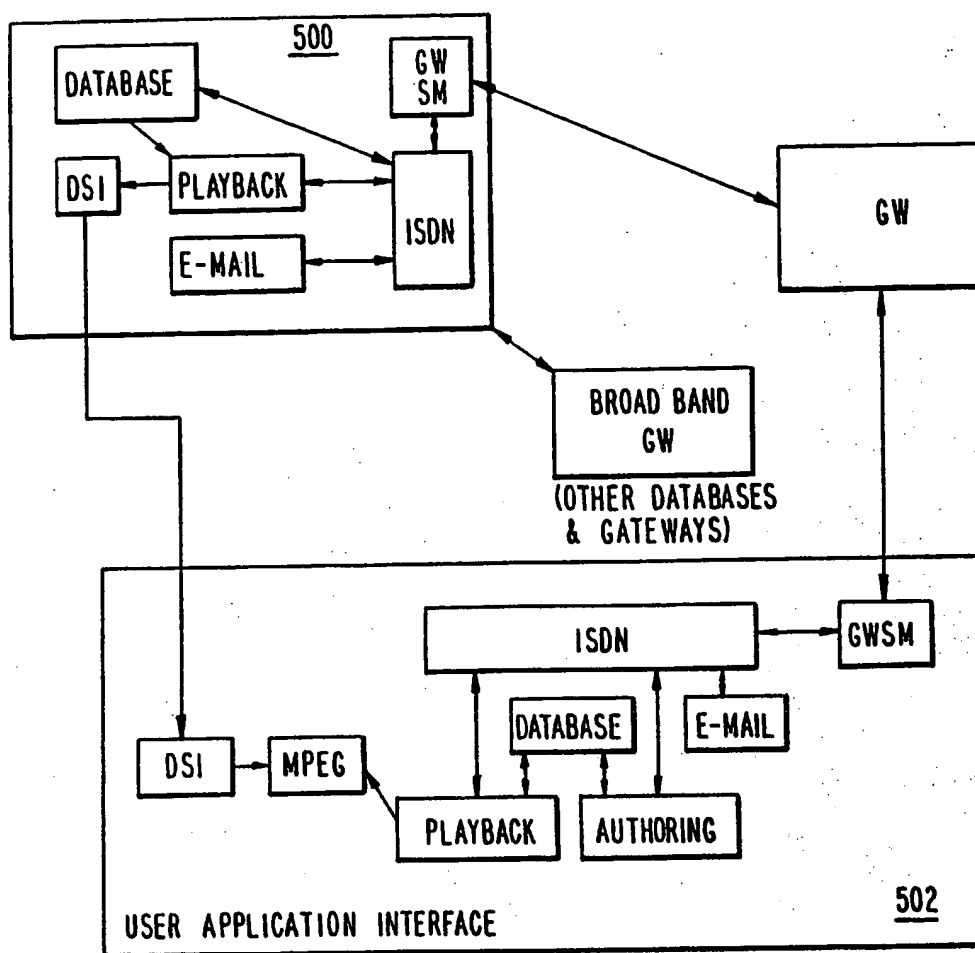 500
DATABASE
GW
SM
DSI
PLAYBACK
ISDN
E-MAIL
GW
BROAD BAND
GW
(OTHER DATABASES
& GATEWAYS)
ISDN
GWSM
DATABASE
E-MAIL
DSI
MPEG
PLAYBACK
AUTHORING
502
USER APPLICATION INTERFACE